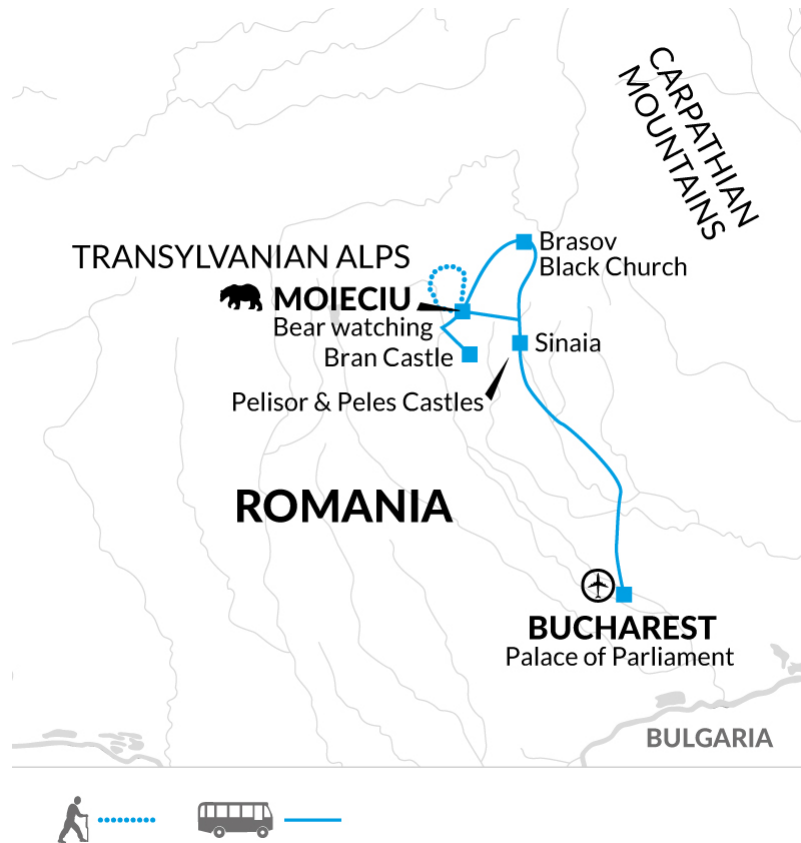 CARPATHIAN
MOUNTAINS
TRANSYLVANIAN ALPS
Brasov
Black Church
MOIECIU
Bear watching
Bran Castle
Sinaia
Pelisor & Peles Castles
ROMANIA
BUCHAREST
Palace of Parliament
BULGARIA